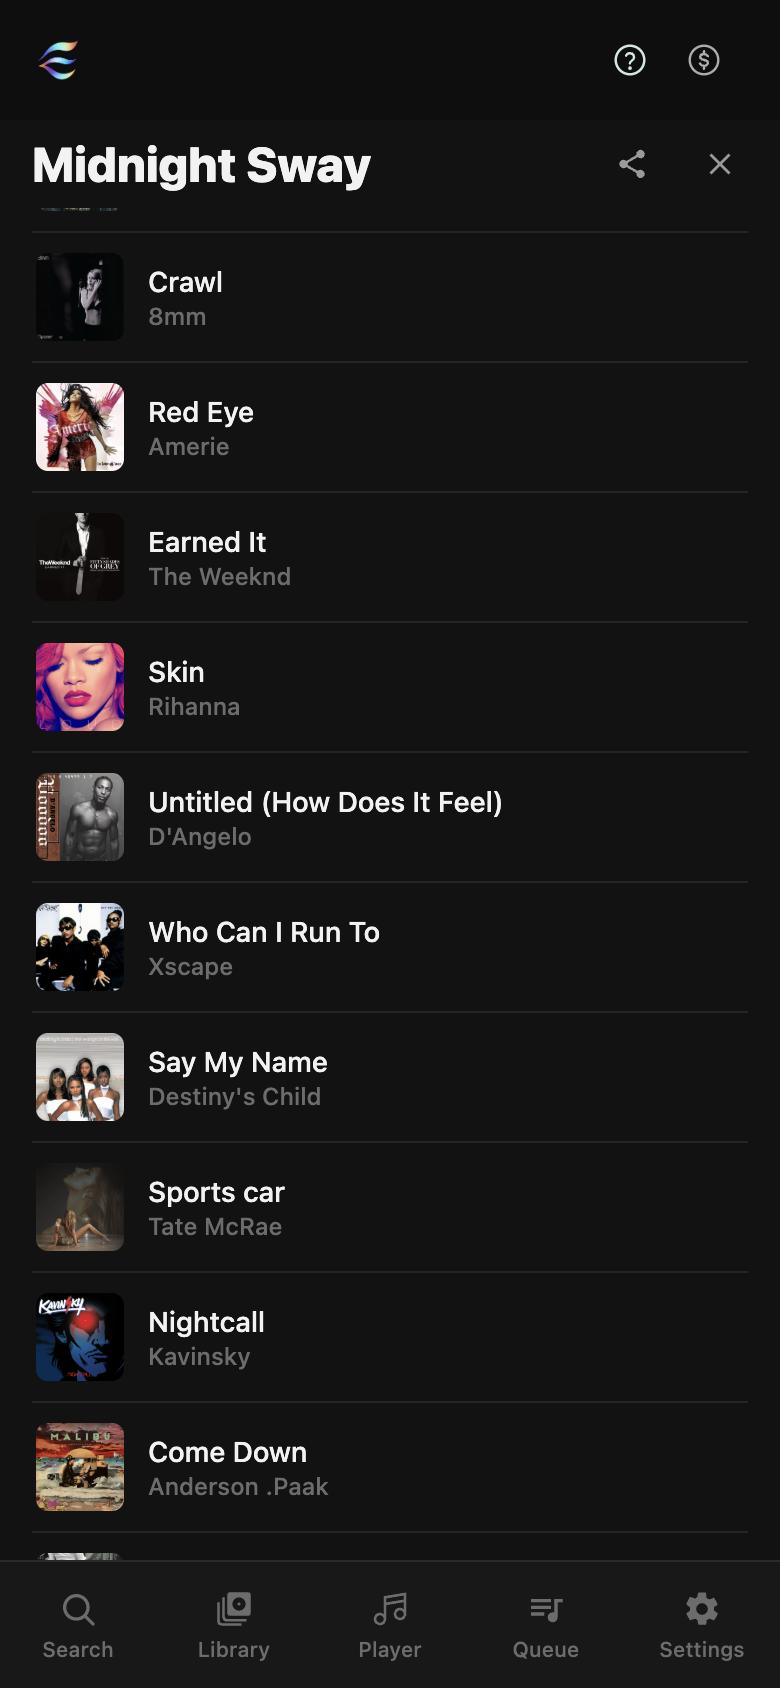 Midnight Sway
Crawl
8mm
Red Eye
Amerie
Earned It
The Weeknd
Skin
Rihanna
Untitled (How Does It Feel)
D'Angelo
Who Can I Run To
Xscape
Say My Name
Destiny's Child
Sports car
Tate McRae
KAVINSKY
Nightcall
Kavinsky
MALIBU
Come Down
Anderson .Paak
Search
Library
Player
Queue
Settings